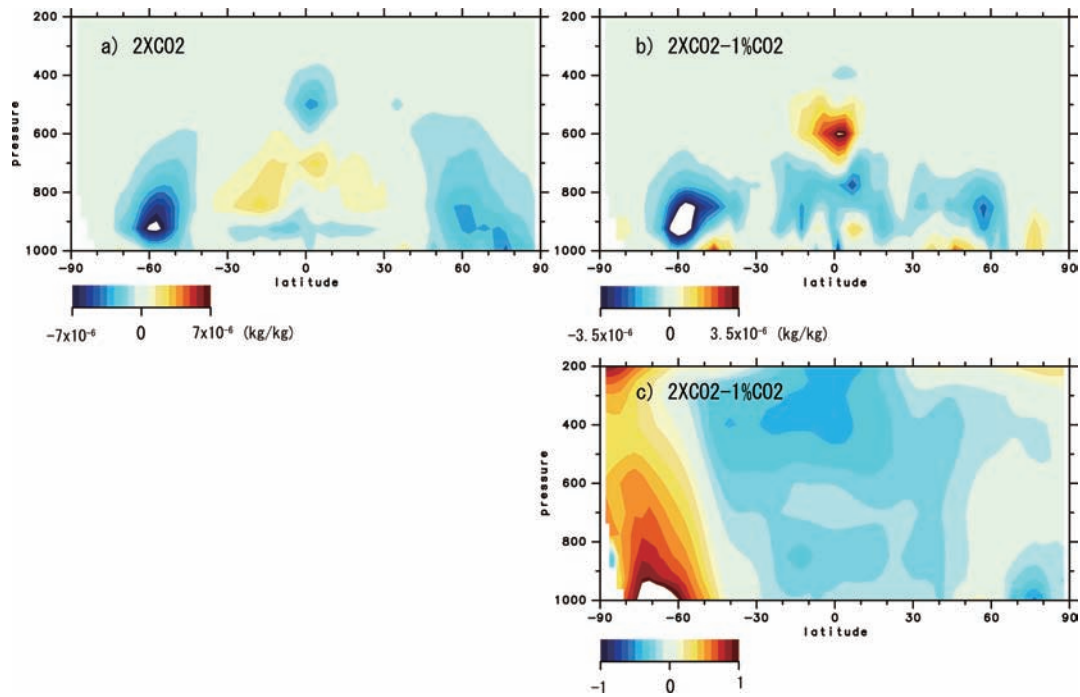 200
400
600
800
1000
pressure
a) 2XCO2
-90 -60 -30 0 30 60 90
latitude
-7x10⁻⁶ 0 7x10⁻⁶ (kg/kg)
200
400
600
800
1000
pressure
b) 2XCO2-1%CO2
-90 -60 -30 0 30 60 90
latitude
-3.5x10⁻⁶ 0 3.5x10⁻⁶ (kg/kg)
200
400
600
800
1000
pressure
c) 2XCO2-1%CO2
-90 -60 -30 0 30 60 90
latitude
-1 0 1